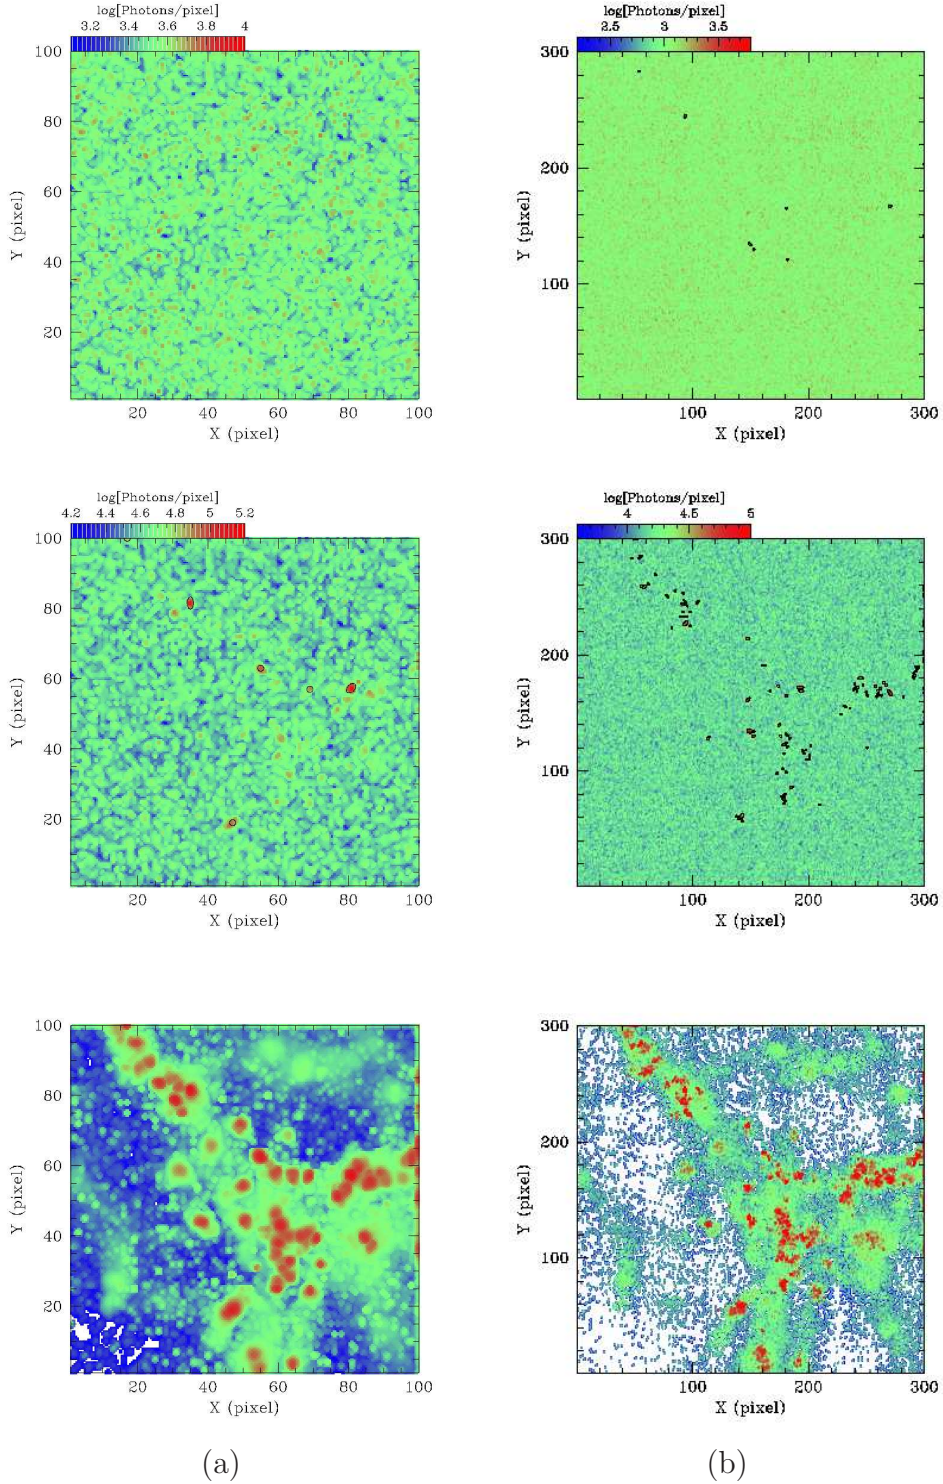 log[Photons/pixel]
3.2 3.4 3.6 3.8 4
100
80
60
40
20
Y (pixel)
20 40 60 80 100
X (pixel)
log[Photons/pixel]
2.5 3 3.5
300
200
100
Y (pixel)
100 200 300
X (pixel)
log[Photons/pixel]
4.2 4.4 4.6 4.8 5 5.2
100
80
60
40
20
Y (pixel)
20 40 60 80 100
X (pixel)
log[Photons/pixel]
4 4.5 5
300
200
100
Y (pixel)
100 200 300
X (pixel)
100
80
60
40
20
Y (pixel)
20 40 60 80 100
X (pixel)
300
200
100
Y (pixel)
100 200 300
X (pixel)
(a)
(b)